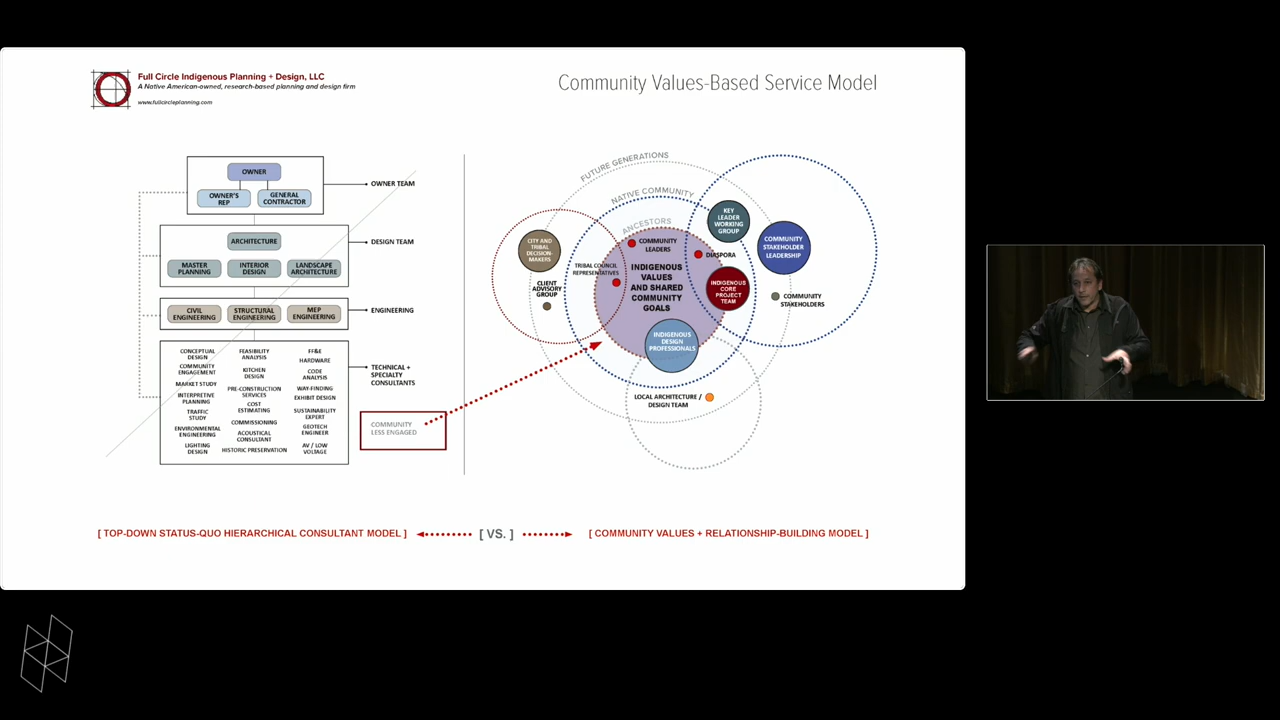 Full Circle Indigenous Planning + Design, LLC
A Native American-owned, research-based planning and design firm
www.fullcircleplanning.com
Community Values-Based Service Model
OWNER
OWNER'S
REP
GENERAL
CONTRACTOR
OWNER TEAM
ARCHITECTURE
MASTER
PLANNING
INTERIOR
DESIGN
LANDSCAPE
ARCHITECTURE
DESIGN TEAM
CIVIL
ENGINEERING
STRUCTURAL
ENGINEERING
MEP
ENGINEERING
ENGINEERING
CONCEPTUAL
DESIGN
COMMUNITY
ENGAGEMENT
MARKET STUDY
INTERPRETIVE
PLANNING
TRAFFIC
STUDY
ENVIRONMENTAL
ENGINEERING
LIGHTING
DESIGN
FEASIBILITY
ANALYSIS
KITCHEN
DESIGN
PRE-CONSTRUCTION
SERVICES
COST
ESTIMATING
COMMISSIONING
ACOUSTICAL
CONSULTANT
HISTORIC PRESERVATION
FF&E
HARDWARE
CODE
ANALYSIS
WAY-FINDING
EXHIBIT DESIGN
SUSTAINABILITY
EXPERT
GEOTECH
ENGINEER
AV / LOW
VOLTAGE
TECHNICAL +
SPECIALTY
CONSULTANTS
COMMUNITY
LESS ENGAGED
FUTURE GENERATIONS
NATIVE COMMUNITY
ANCESTORS
CITY AND
TRIBAL
DECISION-
MAKERS
CLIENT
ADVISORY
GROUP
TRIBAL COUNCIL
REPRESENTATIVES
COMMUNITY
LEADERS
DIASPORA
INDIGENOUS
VALUES
AND SHARED
COMMUNITY
GOALS
KEY
LEADER
WORKING
GROUP
COMMUNITY
STAKEHOLDER
LEADERSHIP
INDIGENOUS
CORE
PROJECT
TEAM
COMMUNITY
STAKEHOLDERS
INDIGENOUS
DESIGN
PROFESSIONALS
LOCAL ARCHITECTURE /
DESIGN TEAM
[ TOP-DOWN STATUS-QUO HIERARCHICAL CONSULTANT MODEL ]
[ VS. ]
[ COMMUNITY VALUES + RELATIONSHIP-BUILDING MODEL ]